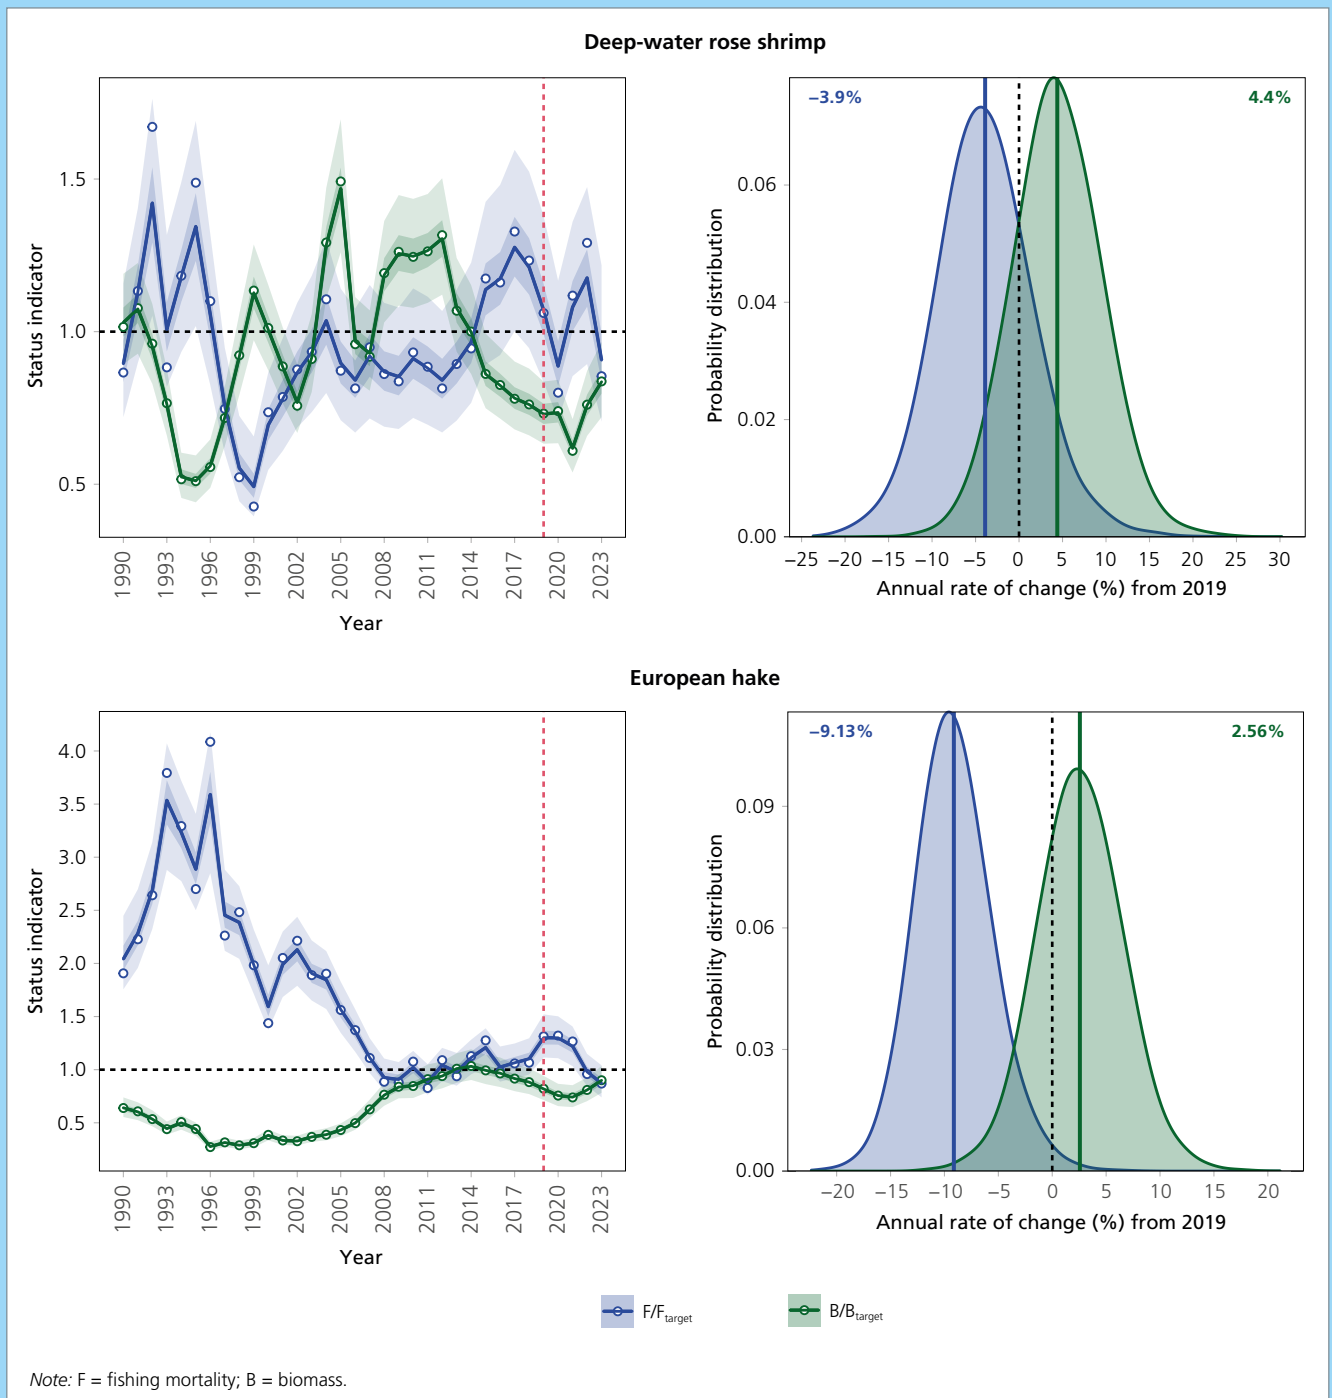 Deep-water rose shrimp
Status indicator
1.5
1.0
0.5
1990 1993 1996 1999 2002 2005 2008 2011 2014 2017 2020 2023
Year
−3.9%
4.4%
Probability distribution
0.06
0.04
0.02
0.00
−25 −20 −15 −10 −5 0 5 10 15 20 25 30
Annual rate of change (%) from 2019
European hake
Status indicator
4.0
3.5
3.0
2.5
2.0
1.5
1.0
0.5
1990 1993 1996 1999 2002 2005 2008 2011 2014 2017 2020 2023
Year
−9.13%
2.56%
Probability distribution
0.09
0.06
0.03
0.00
−20 −15 −10 −5 0 5 10 15 20
Annual rate of change (%) from 2019
F/Ftarget
B/Btarget
Note: F = fishing mortality; B = biomass.